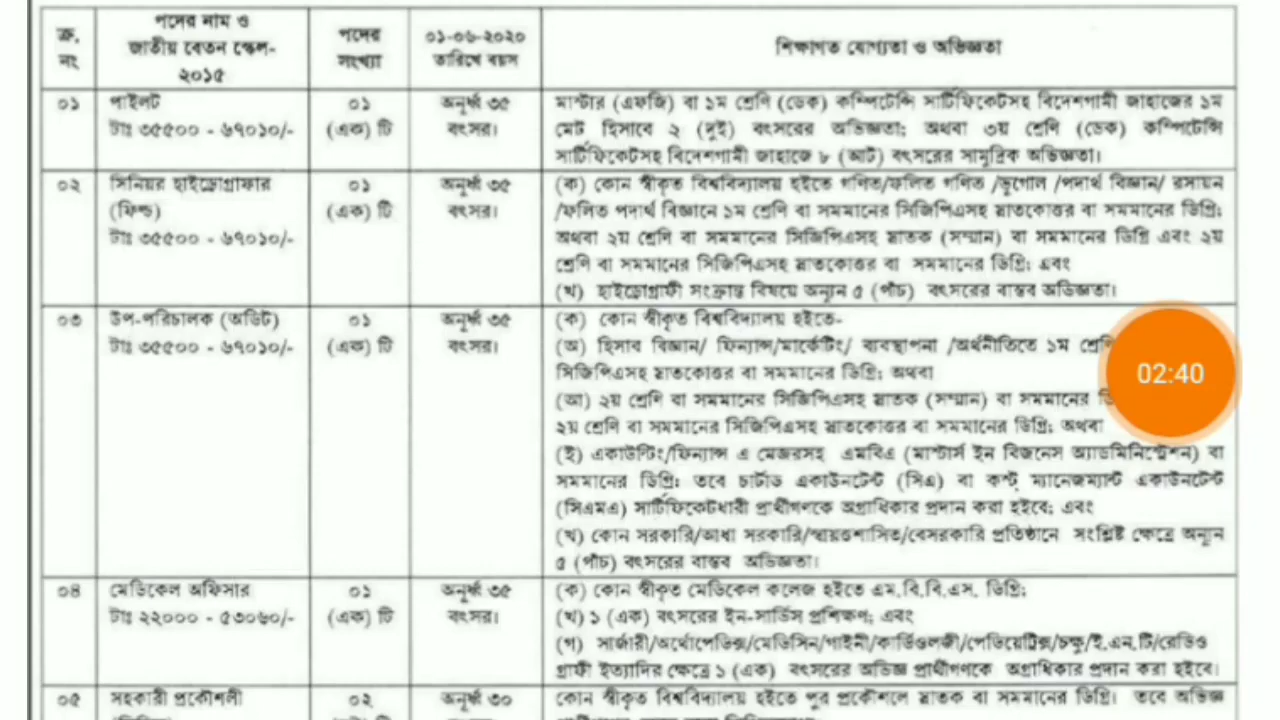 ক্র. নং
পদের নাম ও জাতীয় বেতন স্কেল-২০১৫
পদের সংখ্যা
০১-০৬-২০২০ তারিখে বয়স
শিক্ষাগত যোগ্যতা ও অভিজ্ঞতা
০১
পাইলট
টাঃ ৩৫৫০০ - ৬৭০১০/-
০১
(এক) টি
অনূর্ধ্ব ৩৫
বৎসর।
মাস্টার (এফজি) বা ১ম শ্রেণি (ডেক) কম্পিটেন্সি সার্টিফিকেটসহ বিদেশগামী জাহাজের ১ম
মেট হিসাবে ২ (দুই) বৎসরের অভিজ্ঞতা; অথবা ৩য় শ্রেণি (ডেক) কম্পিটেন্সি
সার্টিফিকেটসহ বিদেশগামী জাহাজে ৮ (আট) বৎসরের সামুদ্রিক অভিজ্ঞতা।
০২
সিনিয়র হাইড্রোগ্রাফার
(ফিল্ড)
টাঃ ৩৫৫০০ - ৬৭০১০/-
০১
(এক) টি
অনূর্ধ্ব ৩৫
বৎসর।
(ক) কোন স্বীকৃত বিশ্ববিদ্যালয় হইতে গণিত/ফলিত গণিত /ভূগোল /পদার্থ বিজ্ঞান/ রসায়ন
/ফলিত পদার্থ বিজ্ঞানে ১ম শ্রেণি বা সমমানের সিজিপিএসহ স্নাতকোত্তর বা সমমানের ডিগ্রি;
অথবা ২য় শ্রেণি বা সমমানের সিজিপিএসহ স্নাতক (সম্মান) বা সমমানের ডিগ্রি এবং ২য়
শ্রেণি বা সমমানের সিজিপিএসহ স্নাতকোত্তর বা সমমানের ডিগ্রি; এবং
(খ) হাইড্রোগ্রাফী সংক্রান্ত বিষয়ে অন্যূন ৫ (পাঁচ) বৎসরের বাস্তব অভিজ্ঞতা।
০৩
উপ-পরিচালক (অডিট)
টাঃ ৩৫৫০০ - ৬৭০১০/-
০১
(এক) টি
অনূর্ধ্ব ৩৫
বৎসর।
(ক) কোন স্বীকৃত বিশ্ববিদ্যালয় হইতে-
(অ) হিসাব বিজ্ঞান/ ফিন্যান্স/মার্কেটিং/ ব্যবস্থাপনা /অর্থনীতিতে ১ম শ্রেণি
সিজিপিএসহ স্নাতকোত্তর বা সমমানের ডিগ্রি; অথবা
(আ) ২য় শ্রেণি বা সমমানের সিজিপিএসহ স্নাতক (সম্মান) বা সমমানের
২য় শ্রেণি বা সমমানের সিজিপিএসহ স্নাতকোত্তর বা সমমানের ডিগ্রি; অথবা
(ই) একাউন্টিং/ফিন্যান্স এ মেজরসহ এমবিএ (মাস্টার্স ইন বিজনেস অ্যাডমিনিস্ট্রেশন) বা
সমমানের ডিগ্রি; তবে চার্টার্ড একাউনটেন্ট (সিএ) বা কস্ট ম্যানেজম্যান্ট একাউনটেন্ট
(সিএমএ) সার্টিফিকেটধারী প্রার্থীগণকে অগ্রাধিকার প্রদান করা হইবে; এবং
(খ) কোন সরকারি/আধা সরকারি/স্বায়ত্তশাসিত/বেসরকারি প্রতিষ্ঠানে সংশ্লিষ্ট ক্ষেত্রে অন্যূন
৫ (পাঁচ) বৎসরের বাস্তব অভিজ্ঞতা।
02:40
০৪
মেডিকেল অফিসার
টাঃ ২২০০০ - ৫৩০৬০/-
০১
(এক) টি
অনূর্ধ্ব ৩৫
বৎসর।
(ক) কোন স্বীকৃত মেডিকেল কলেজ হইতে এম.বি.বি.এস. ডিগ্রি;
(খ) ১ (এক) বৎসরের ইন-সার্ভিস প্রশিক্ষণ; এবং
(গ) সার্জারী/অর্থোপেডিক্স/মেডিসিন/গাইনী/কার্ডিওলজী/পেডিয়েট্রিক্স/চক্ষু/ই.এন.টি/রেডিও
গ্রাফী ইত্যাদির ক্ষেত্রে ১ (এক) বৎসরের অভিজ্ঞ প্রার্থীগণকে অগ্রাধিকার প্রদান করা হইবে।
০৫
সহকারী প্রকৌশলী
০২
অনূর্ধ্ব ৩০
কোন স্বীকৃত বিশ্ববিদ্যালয় হইতে পুর প্রকৌশলে স্নাতক বা সমমানের ডিগ্রি। তবে অভিজ্ঞ